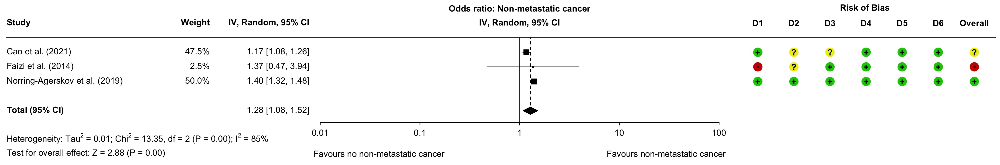 Odds ratio: Non-metastatic cancer Risk of Bias
Study Weight IV, Random, 95% CI IV, Random, 95% CI D1 D2 D3 D4 D5 D6 Overall
Cao et al. (2021) 47.5% 1.17 [1.08, 1.26] + ? ? + + + ?
Faizi et al. (2014) 2.5% 1.37 [0.47, 3.94] - ? + + + + -
Norring-Agerskov et al. (2019) 50.0% 1.40 [1.32, 1.48] + + + + + + +
Total (95% CI) 1.28 [1.08, 1.52]
0.01 0.1 1 10 100
Heterogeneity: Tau² = 0.01; Chi² = 13.35, df = 2 (P = 0.00); I² = 85%
Test for overall effect: Z = 2.88 (P = 0.00)
Favours no non-metastatic cancer Favours non-metastatic cancer